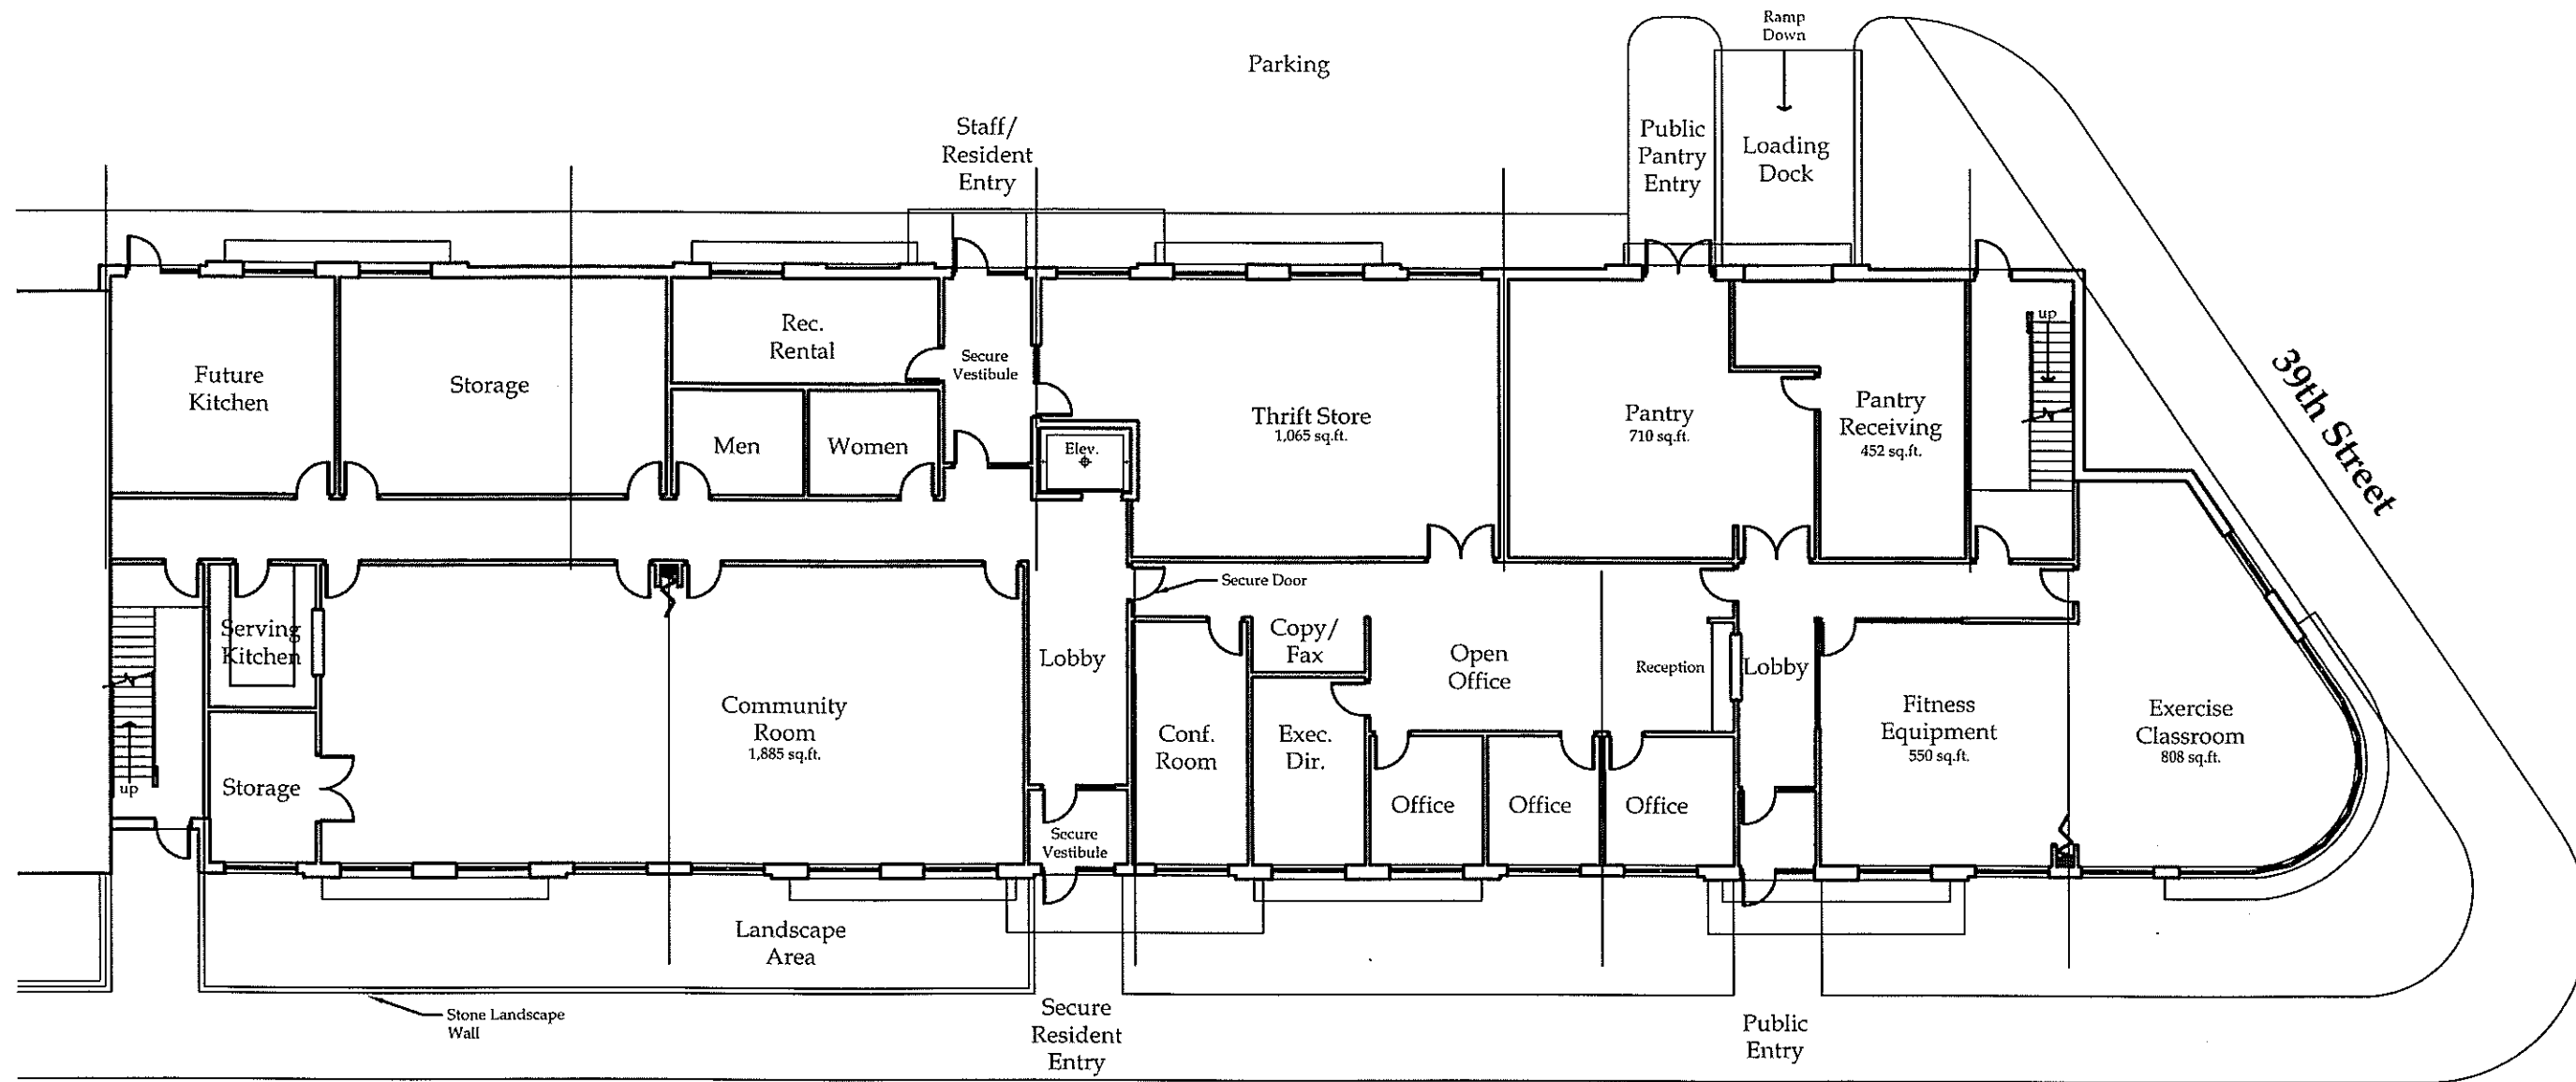 Ramp
Down
Parking
Staff/
Resident
Entry
Public
Pantry
Entry
Loading
Dock
39th Street
Future
Kitchen
Storage
Rec.
Rental
Men
Women
Secure
Vestibule
Elev.
Thrift Store
1,065 sq.ft.
Pantry
710 sq.ft.
Pantry
Receiving
452 sq.ft.
up
Secure Door
Serving
Kitchen
Storage
up
Community
Room
1,885 sq.ft.
Lobby
Secure
Vestibule
Conf.
Room
Copy/
Fax
Exec.
Dir.
Open
Office
Reception
Office
Office
Office
Lobby
Fitness
Equipment
550 sq.ft.
Exercise
Classroom
808 sq.ft.
Landscape
Area
Stone Landscape
Wall
Secure
Resident
Entry
Public
Entry